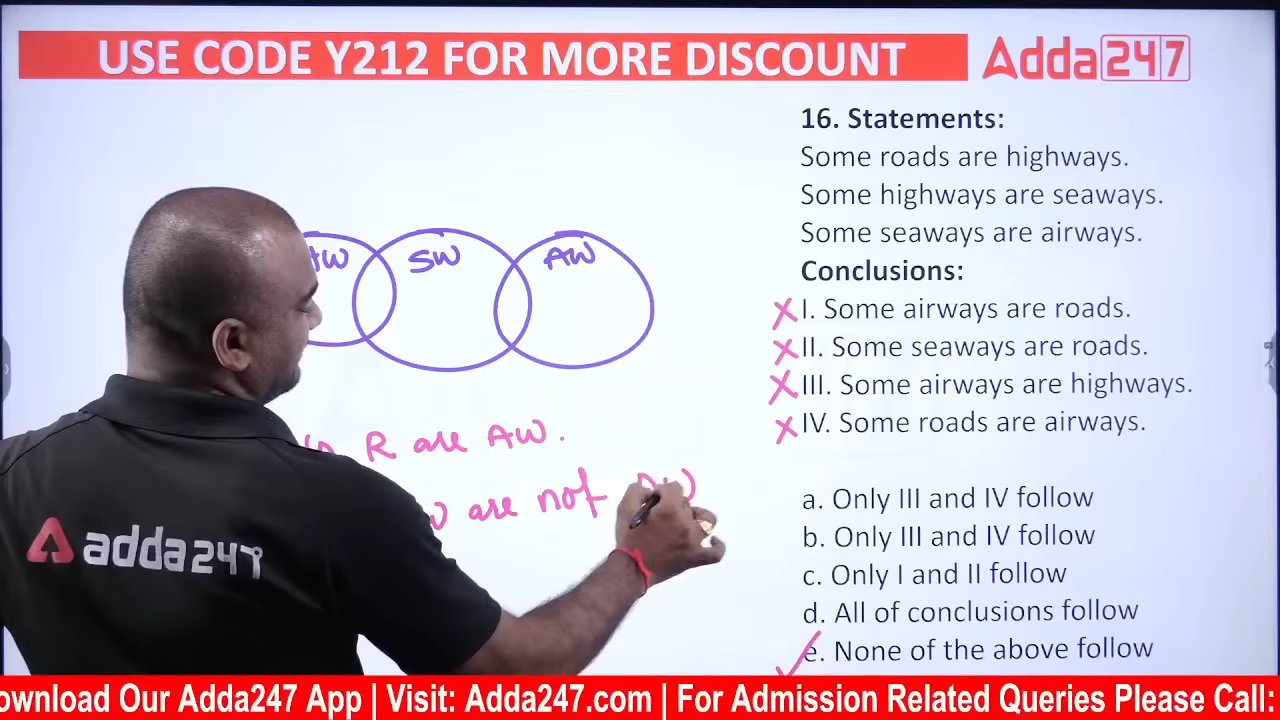 USE CODE Y212 FOR MORE DISCOUNT
Adda247
16. Statements:
Some roads are highways.
Some highways are seaways.
Some seaways are airways.
Conclusions:
I. Some airways are roads.
II. Some seaways are roads.
III. Some airways are highways.
IV. Some roads are airways.
a. Only III and IV follow
b. Only III and IV follow
c. Only I and II follow
d. All of conclusions follow
e. None of the above follow
SW
AW
R are AW.
are not AW
adda247
ownload Our Adda247 App | Visit: Adda247.com | For Admission Related Queries Please Call: